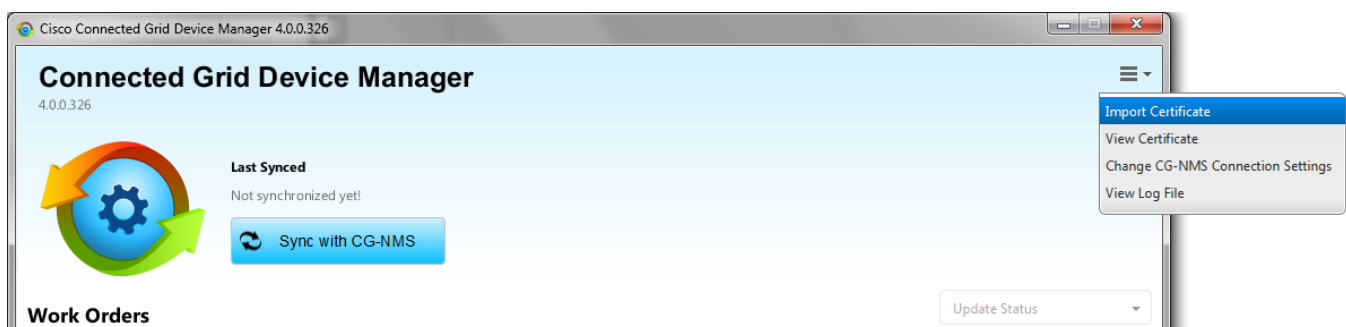 Cisco Connected Grid Device Manager 4.0.0.326
Connected Grid Device Manager
4.0.0.326
Import Certificate
View Certificate
Change CG-NMS Connection Settings
View Log File
Last Synced
Not synchronized yet!
Sync with CG-NMS
Work Orders
Update Status